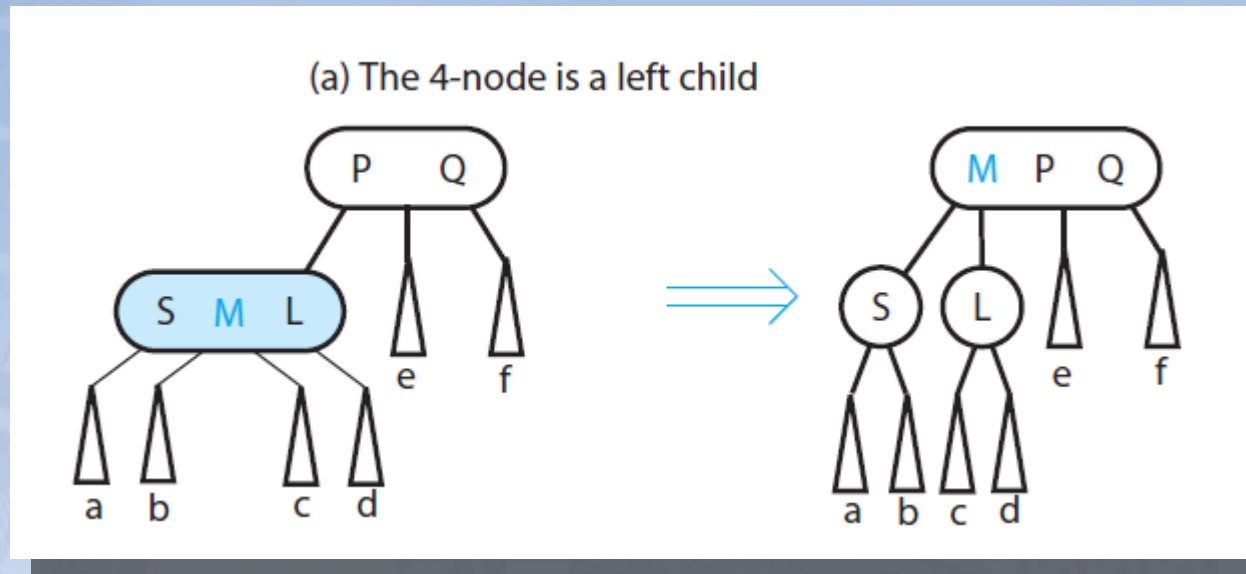 (a) The 4-node is a left child
P Q
M P Q
S M L
S L
e f
e f
a b c d
a b c d